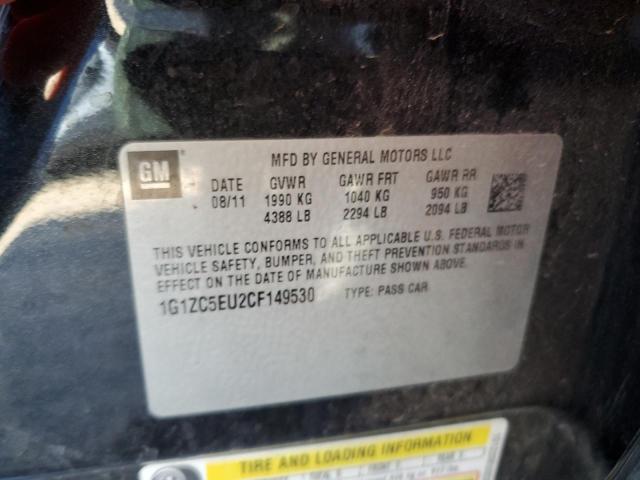 GM
MFD BY GENERAL MOTORS LLC
DATE GVWR GAWR FRT GAWR RR
08/11 1990 KG 1040 KG 950 KG
4388 LB 2294 LB 2094 LB
THIS VEHICLE CONFORMS TO ALL APPLICABLE U.S. FEDERAL MOTOR
VEHICLE SAFETY, BUMPER, AND THEFT PREVENTION STANDARDS IN
EFFECT ON THE DATE OF MANUFACTURE SHOWN ABOVE.
1G1ZC5EU2CF149530 TYPE: PASS CAR
TIRE AND LOADING INFORMATION